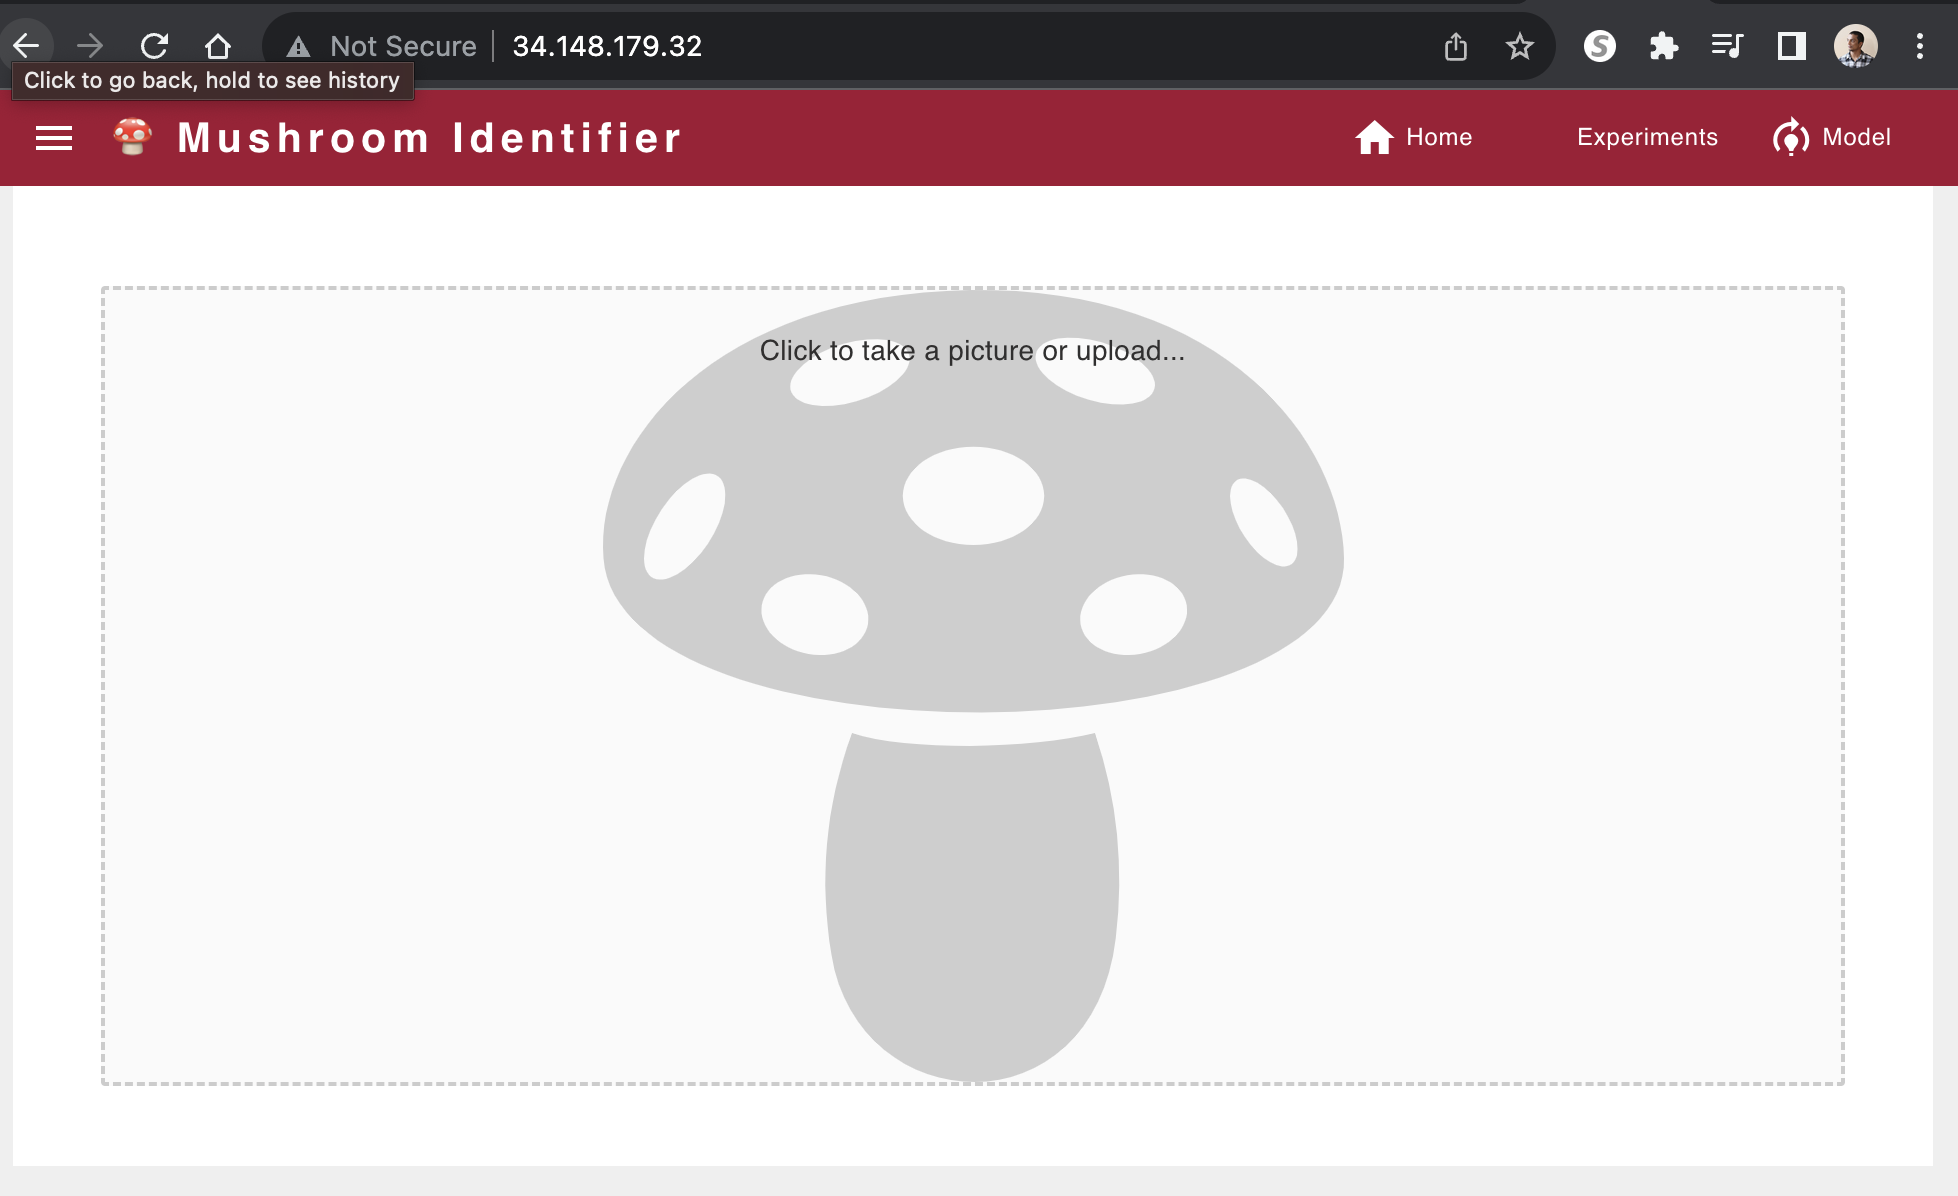 Not Secure 34.148.179.32
Click to go back, hold to see history
Mushroom Identifier Home Experiments Model
Click to take a picture or upload...